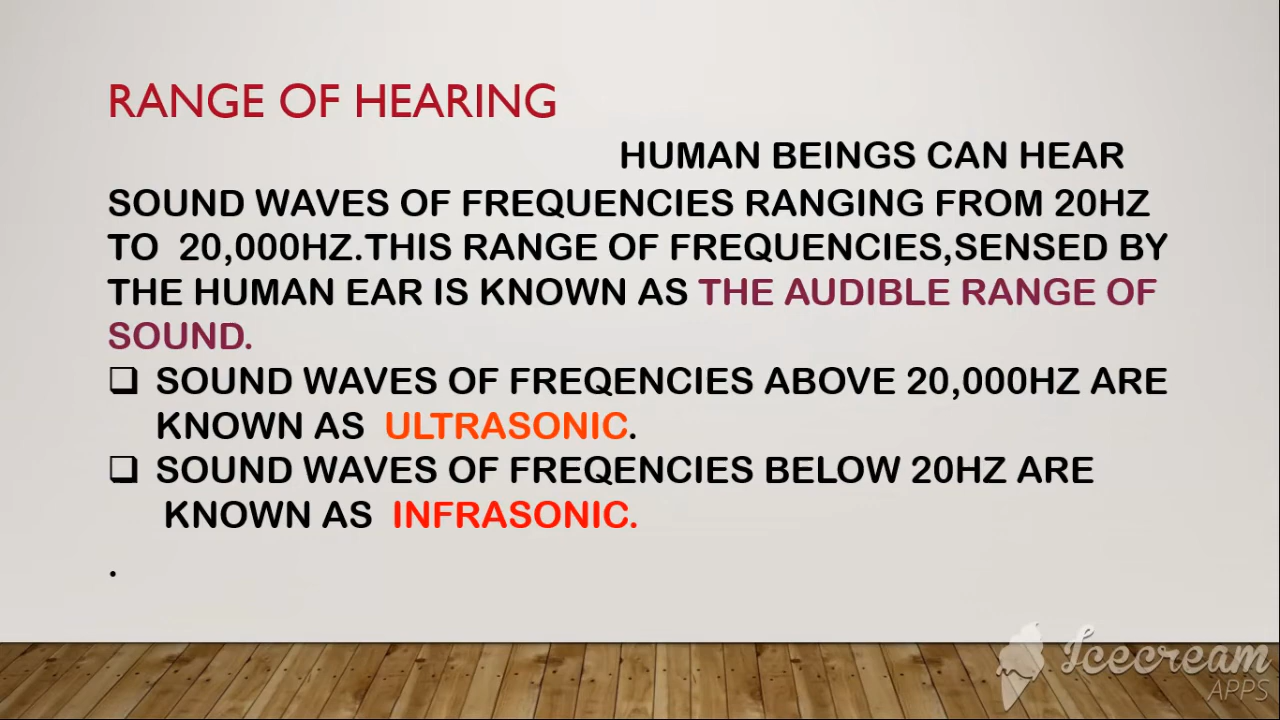 RANGE OF HEARING
HUMAN BEINGS CAN HEAR
SOUND WAVES OF FREQUENCIES RANGING FROM 20HZ
TO 20,000HZ.THIS RANGE OF FREQUENCIES,SENSED BY
THE HUMAN EAR IS KNOWN AS THE AUDIBLE RANGE OF
SOUND.
❑ SOUND WAVES OF FREQENCIES ABOVE 20,000HZ ARE
KNOWN AS ULTRASONIC.
❑ SOUND WAVES OF FREQENCIES BELOW 20HZ ARE
KNOWN AS INFRASONIC.
.
Icecream
APPS